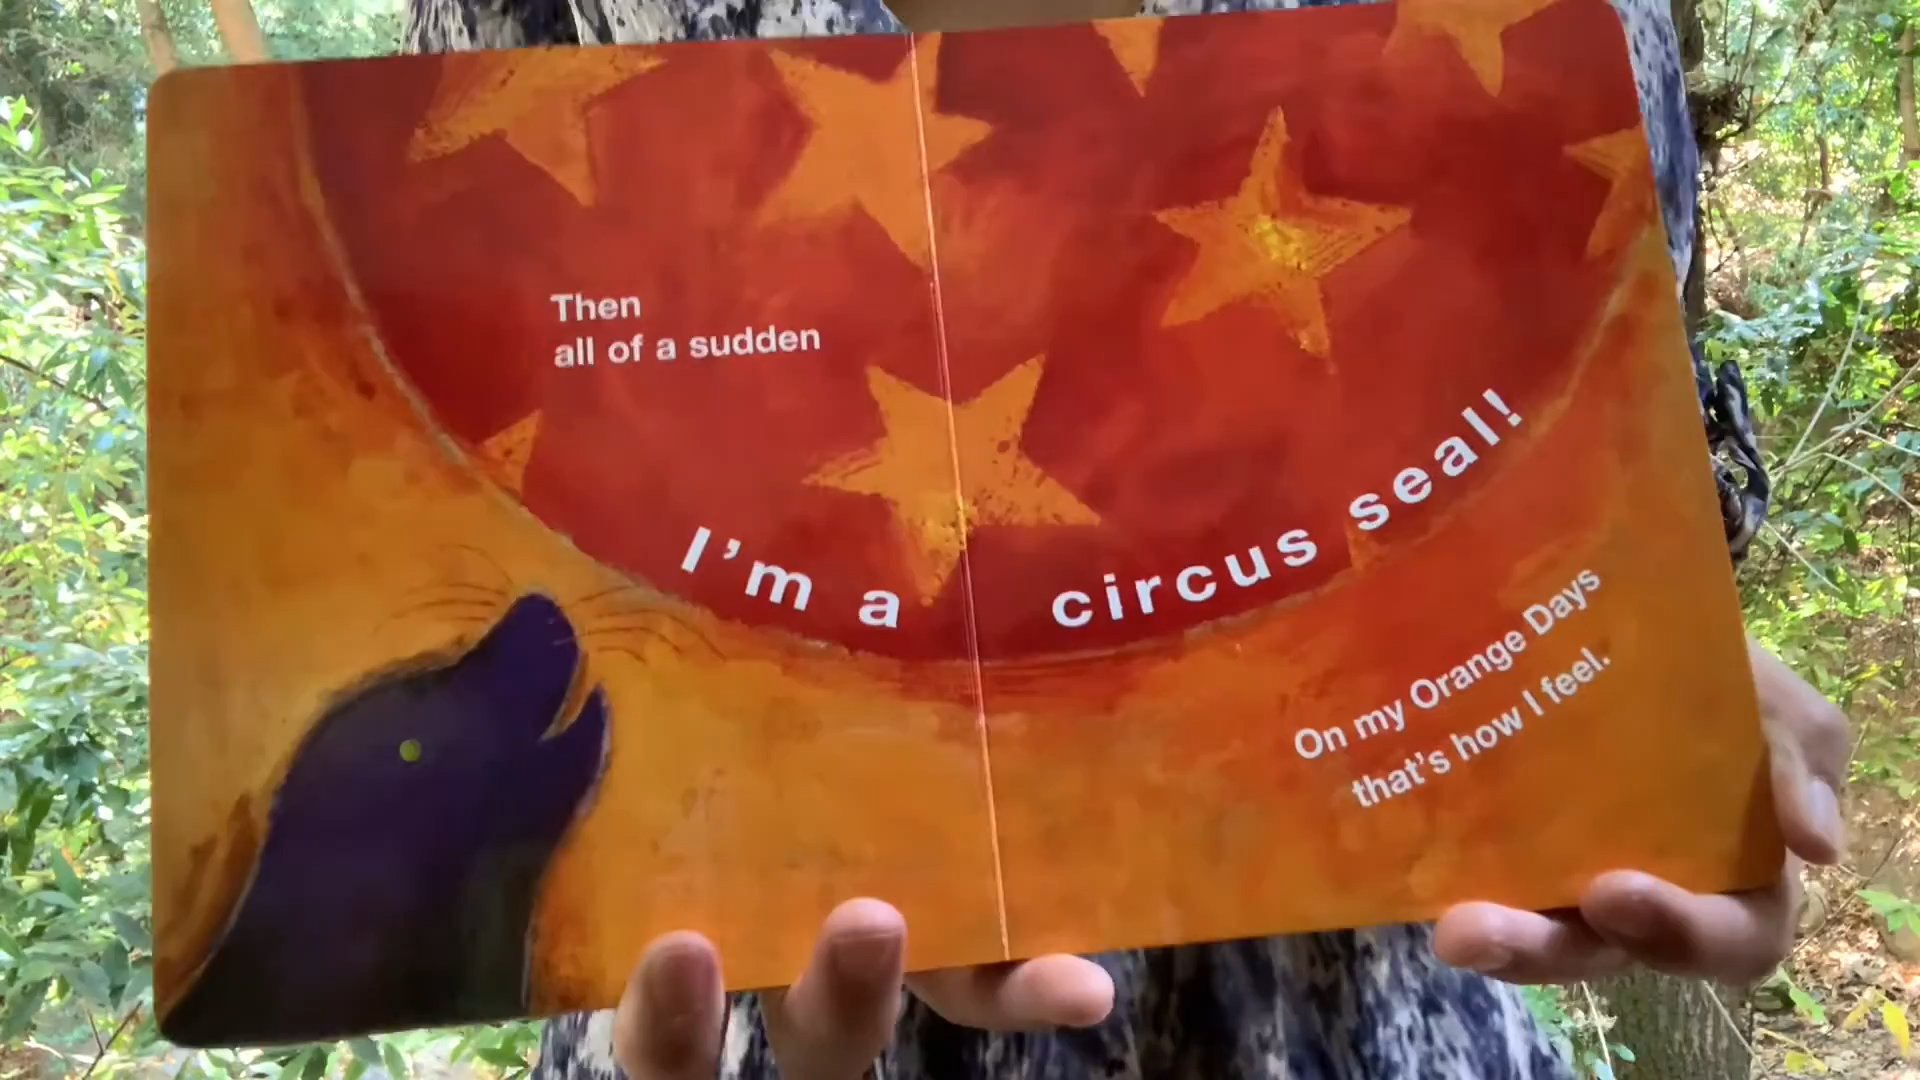 Then
all of a sudden
I'm a circus seal!
On my Orange Days
that's how I feel.